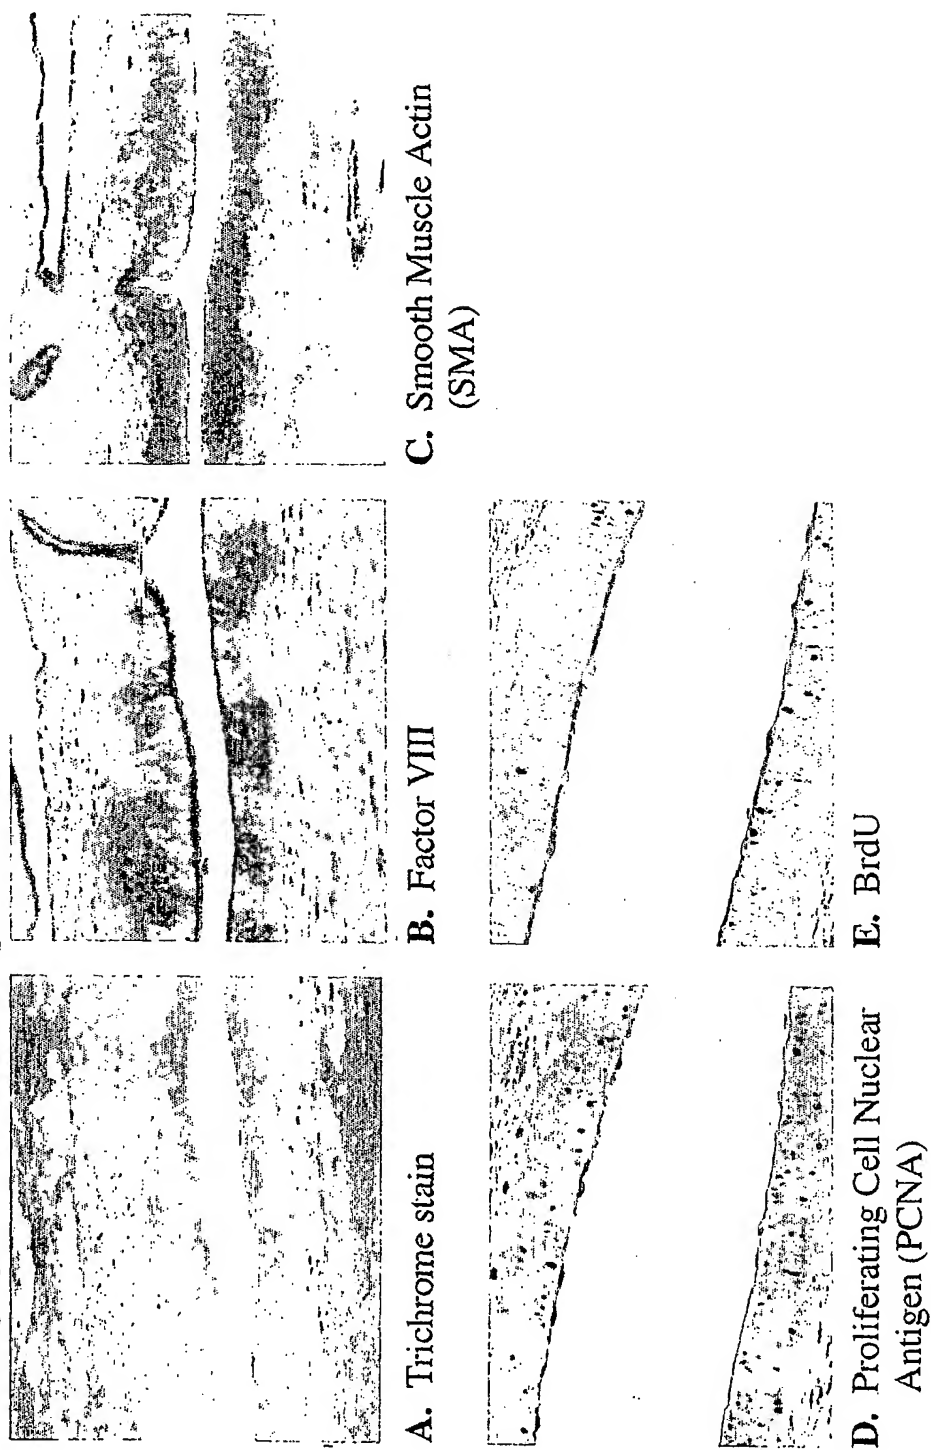 A. Trichrome stain
B. Factor VIII
C. Smooth Muscle Actin
(SMA)
D. Proliferating Cell Nuclear
Antigen (PCNA)
E. BrdU